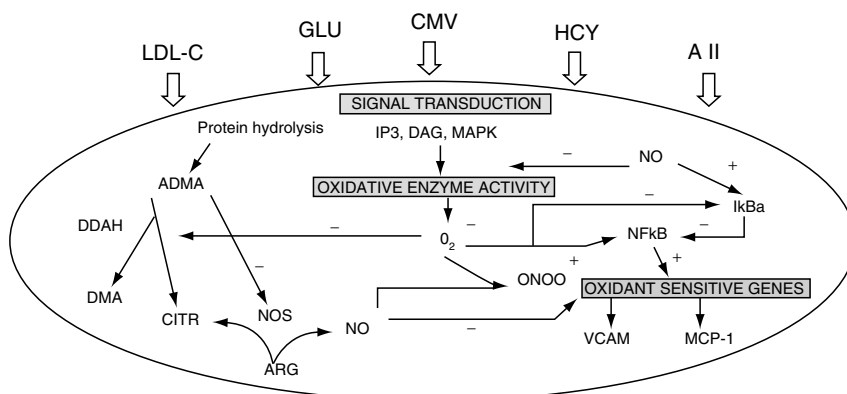 LDL-C
GLU
CMV
HCY
A II
SIGNAL TRANSDUCTION
Protein hydrolysis
IP3, DAG, MAPK
NO
−
+
ADMA
OXIDATIVE ENZYME ACTIVITY
−
IkBa
DDAH
−
0₂
−
NFkB
−
−
+
+
DMA
ONOO
OXIDANT SENSITIVE GENES
CITR
NOS
NO
−
VCAM
MCP-1
ARG